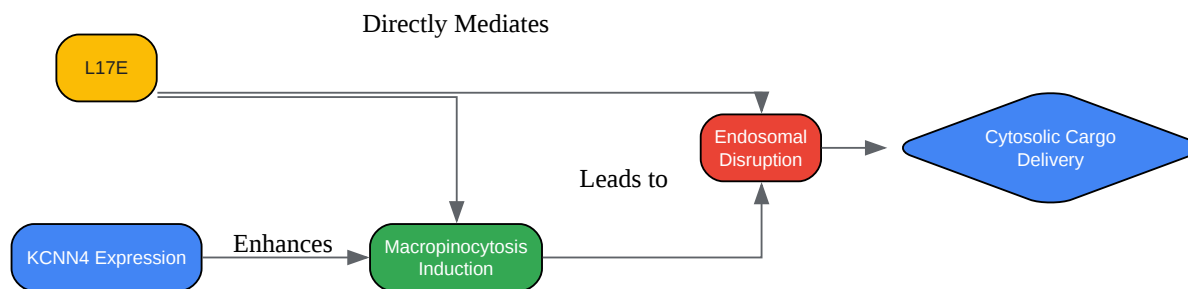 Directly Mediates
L17E
Endosomal
Disruption
Cytosolic Cargo
Delivery
Leads to
KCNN4 Expression
Enhances
Macropinocytosis
Induction